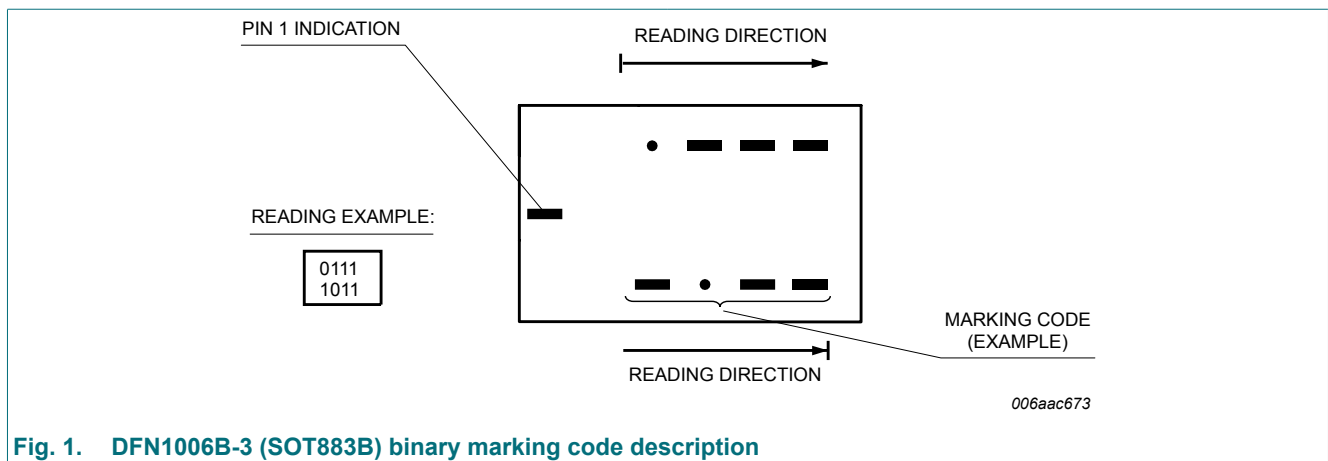 PIN 1 INDICATION
READING DIRECTION
READING EXAMPLE:
0111
1011
MARKING CODE
(EXAMPLE)
READING DIRECTION
006aac673
Fig. 1. DFN1006B-3 (SOT883B) binary marking code description